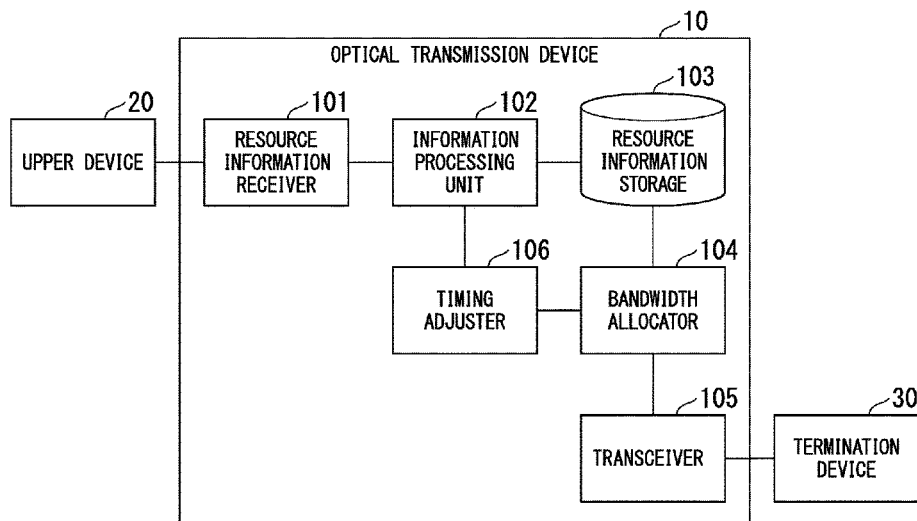 10
OPTICAL TRANSMISSION DEVICE
20
101
102
103
UPPER DEVICE
RESOURCE
INFORMATION
RECEIVER
INFORMATION
PROCESSING
UNIT
RESOURCE
INFORMATION
STORAGE
106
104
TIMING
ADJUSTER
BANDWIDTH
ALLOCATOR
105
30
TRANSCEIVER
TERMINATION
DEVICE